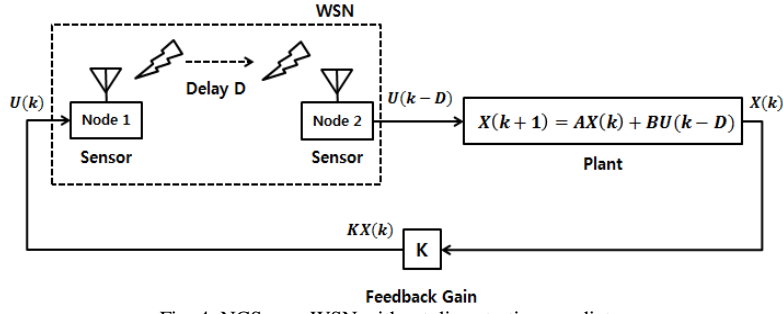 WSN
Delay D
U(k)
U(k − D)
X(k)
Node 1
Node 2
X(k + 1) = AX(k) + BU(k − D)
Sensor
Sensor
Plant
KX(k)
K
Feedback Gain